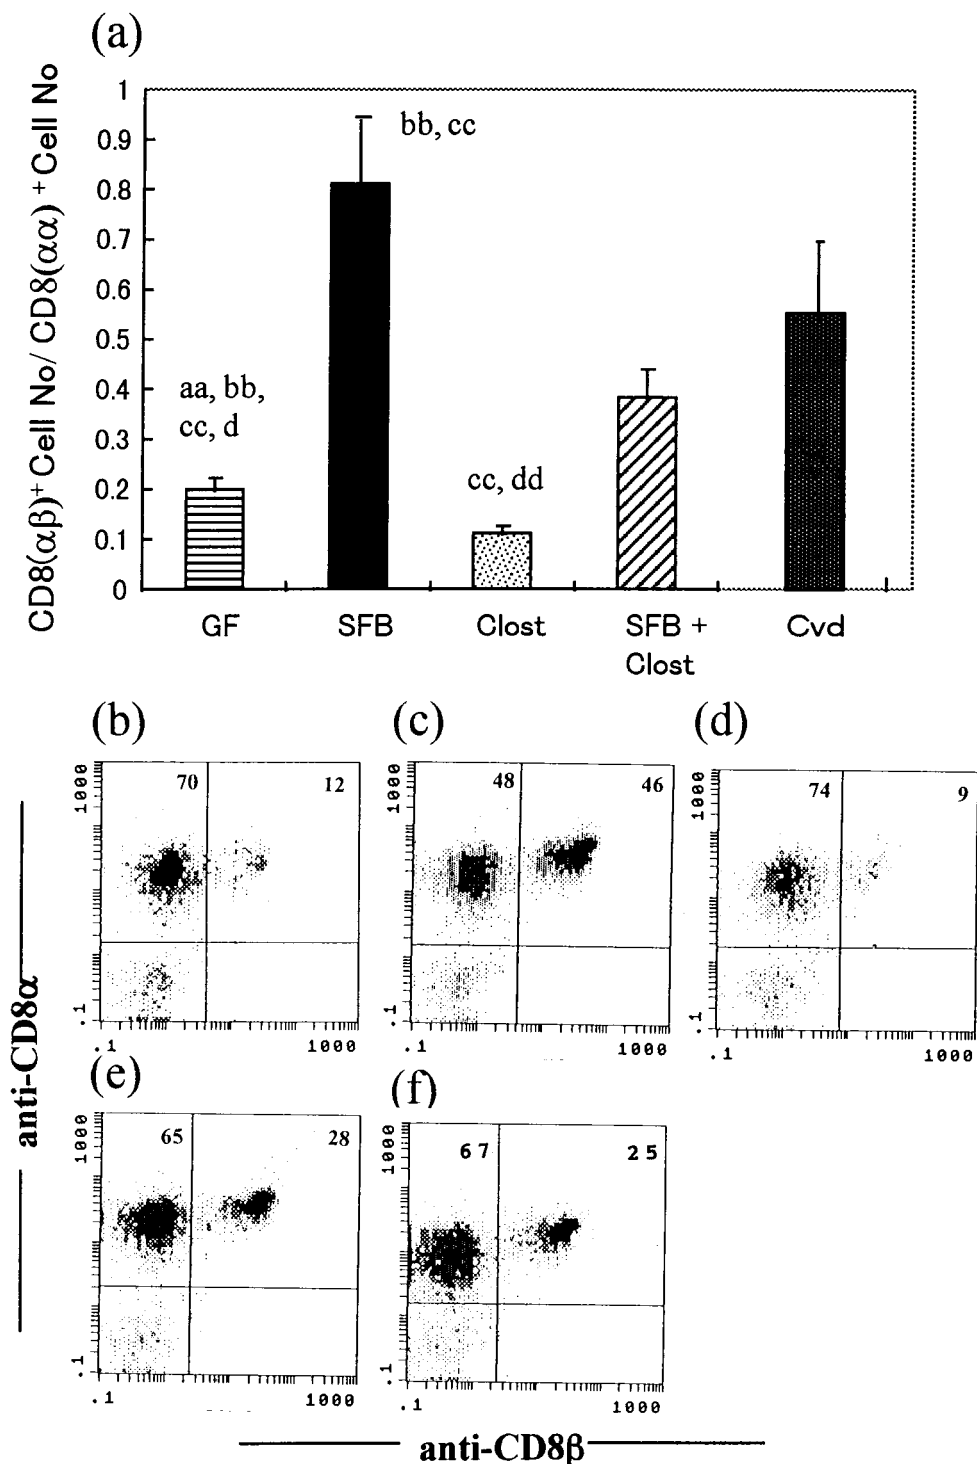 (a)
CD8(αβ)+ Cell No/ CD8(αα) + Cell No
1
0.9
0.8
0.7
0.6
0.5
0.4
0.3
0.2
0.1
0
aa, bb,
cc, d
bb, cc
cc, dd
GF
SFB
Clost
SFB +
Clost
Cvd
(b)
(c)
(d)
1000
70
12
.1
.1
1000
1000
48
46
.1
.1
1000
1000
74
9
.1
.1
1000
(e)
(f)
1000
65
28
.1
.1
1000
1000
67
25
.1
.1
1000
anti-CD8α
anti-CD8β